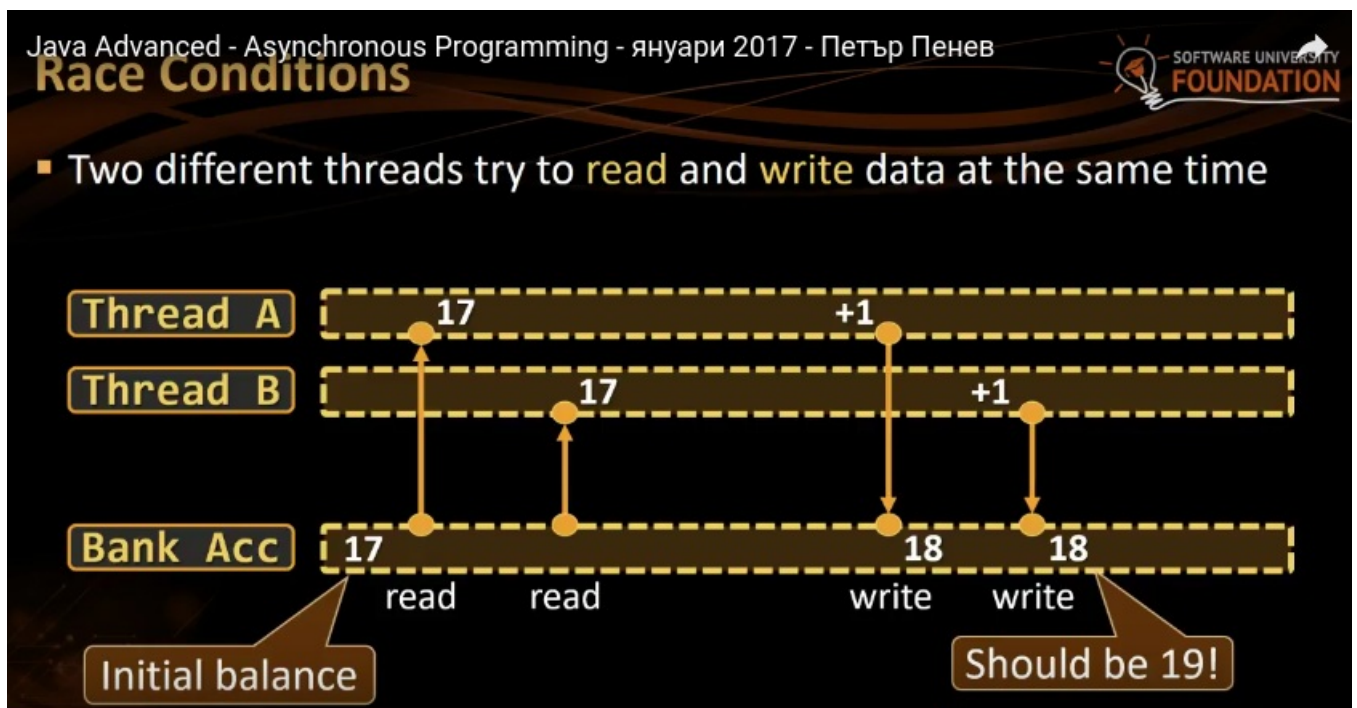 Java Advanced - Asynchronous Programming - януари 2017 - Петър Пенев
Race Conditions
SOFTWARE UNIVERSITY
FOUNDATION
▪ Two different threads try to read and write data at the same time
Thread A 17 +1
Thread B 17 +1
Bank Acc 17 18 18
read read write write
Initial balance
Should be 19!